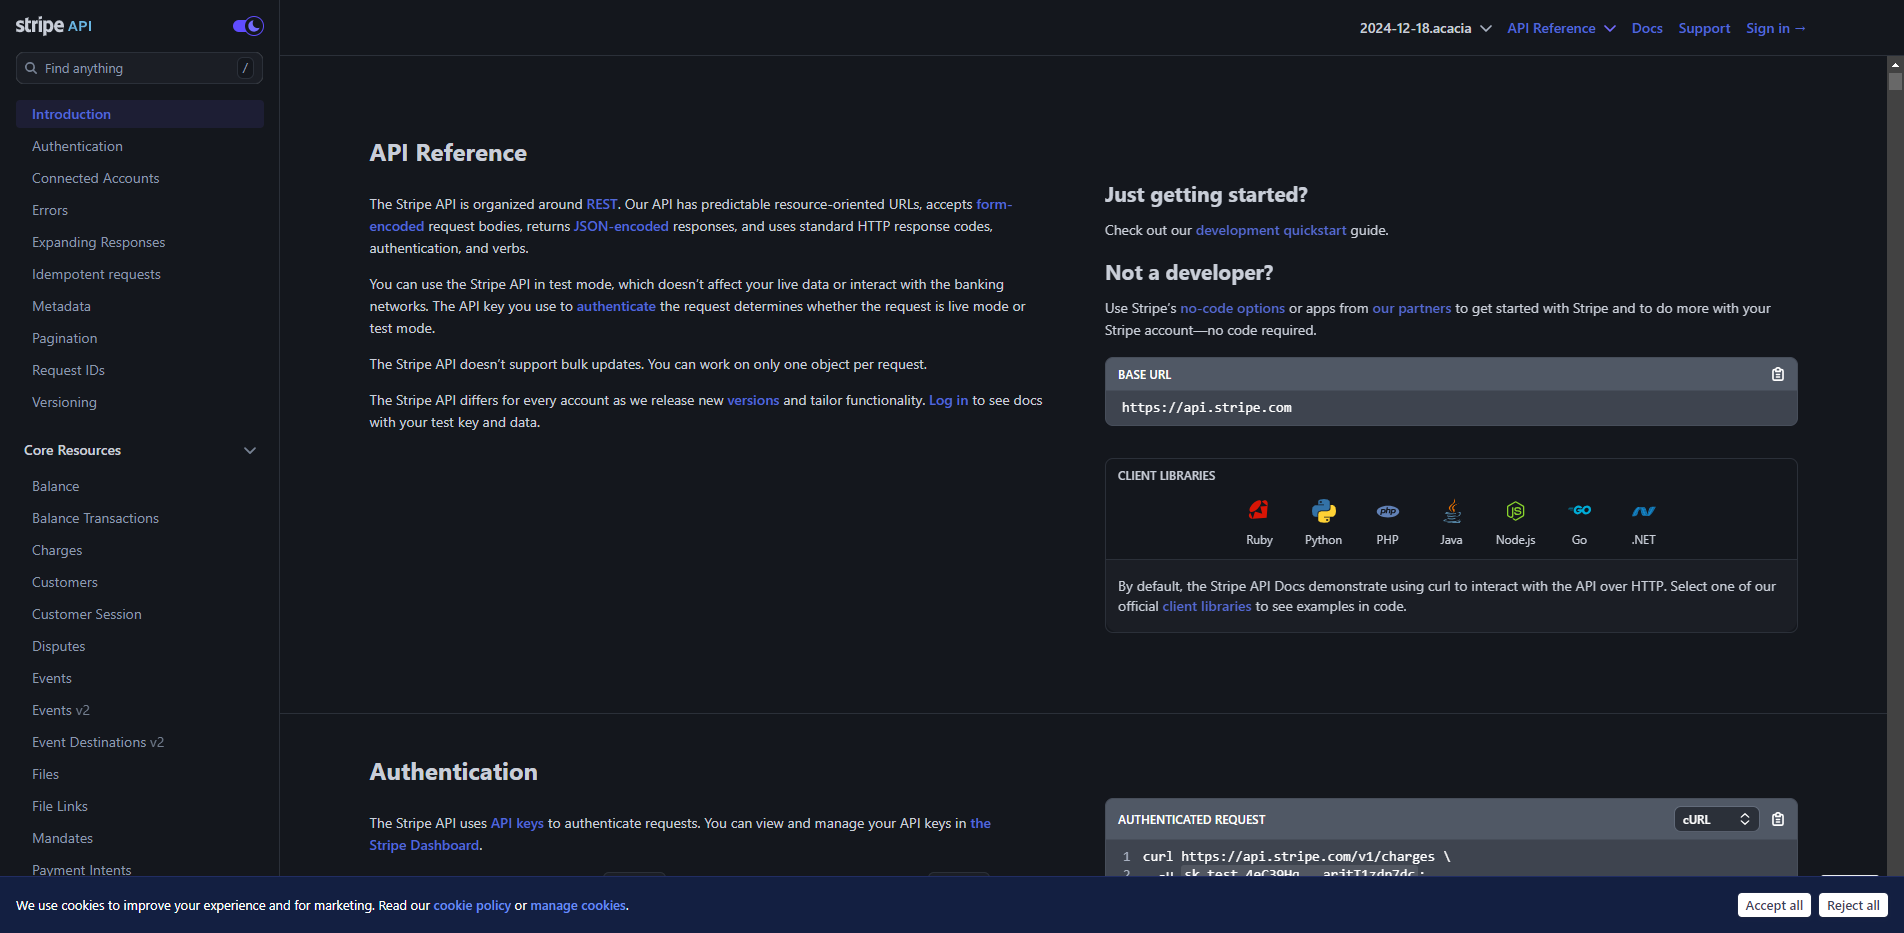 stripe API
Find anything
/
Introduction
Authentication
Connected Accounts
Errors
Expanding Responses
Idempotent requests
Metadata
Pagination
Request IDs
Versioning
Core Resources
Balance
Balance Transactions
Charges
Customers
Customer Session
Disputes
Events
Events v2
Event Destinations v2
Files
File Links
Mandates
Payment Intents
2024-12-18.acacia
API Reference
Docs
Support
Sign in →
API Reference
The Stripe API is organized around REST. Our API has predictable resource-oriented URLs, accepts form-
encoded request bodies, returns JSON-encoded responses, and uses standard HTTP response codes,
authentication, and verbs.
You can use the Stripe API in test mode, which doesn’t affect your live data or interact with the banking
networks. The API key you use to authenticate the request determines whether the request is live mode or
test mode.
The Stripe API doesn’t support bulk updates. You can work on only one object per request.
The Stripe API differs for every account as we release new versions and tailor functionality. Log in to see docs
with your test key and data.
Just getting started?
Check out our development quickstart guide.
Not a developer?
Use Stripe’s no-code options or apps from our partners to get started with Stripe and to do more with your
Stripe account—no code required.
BASE URL
https://api.stripe.com
CLIENT LIBRARIES
Ruby
Python
php
PHP
Java
JS
Node.js
GO
Go
.NET
By default, the Stripe API Docs demonstrate using curl to interact with the API over HTTP. Select one of our
official client libraries to see examples in code.
Authentication
The Stripe API uses API keys to authenticate requests. You can view and manage your API keys in the
Stripe Dashboard.
AUTHENTICATED REQUEST
cURL
1 curl https://api.stripe.com/v1/charges \
2 -u sk_test_4eC39Hq...arjtT1zdp7dc:
We use cookies to improve your experience and for marketing. Read our cookie policy or manage cookies.
Accept all
Reject all